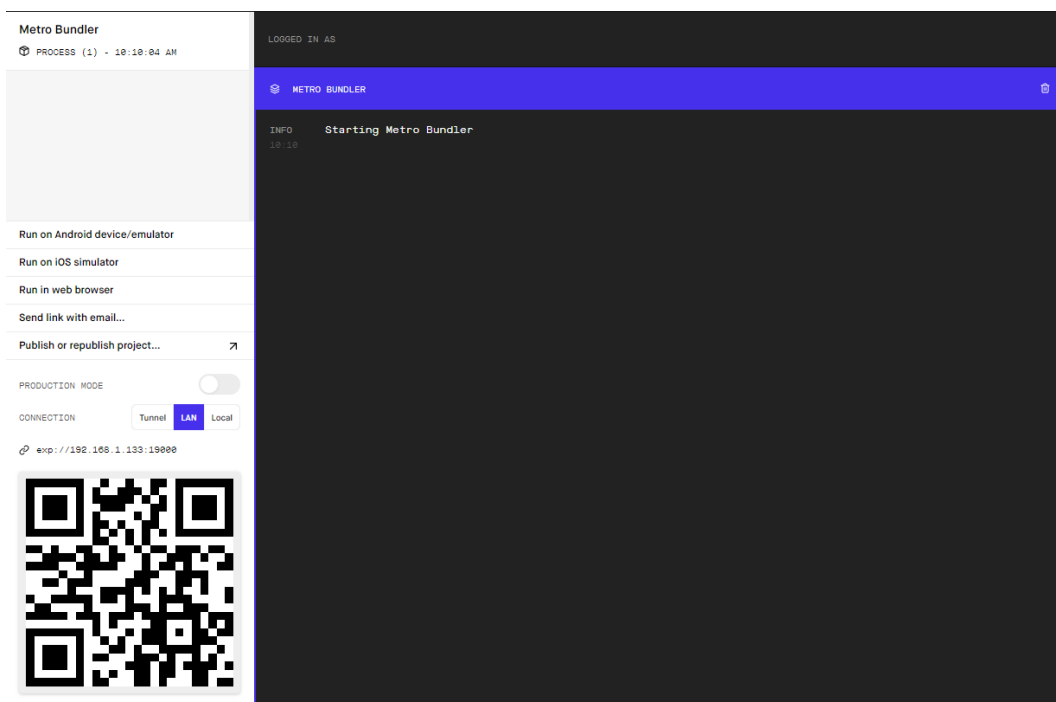 Metro Bundler
PROCESS (1) - 10:10:04 AM
Run on Android device/emulator
Run on iOS simulator
Run in web browser
Send link with email...
Publish or republish project...
PRODUCTION MODE
CONNECTION Tunnel LAN Local
exp://192.168.1.133:19000
LOGGED IN AS
METRO BUNDLER
INFO Starting Metro Bundler
10:10